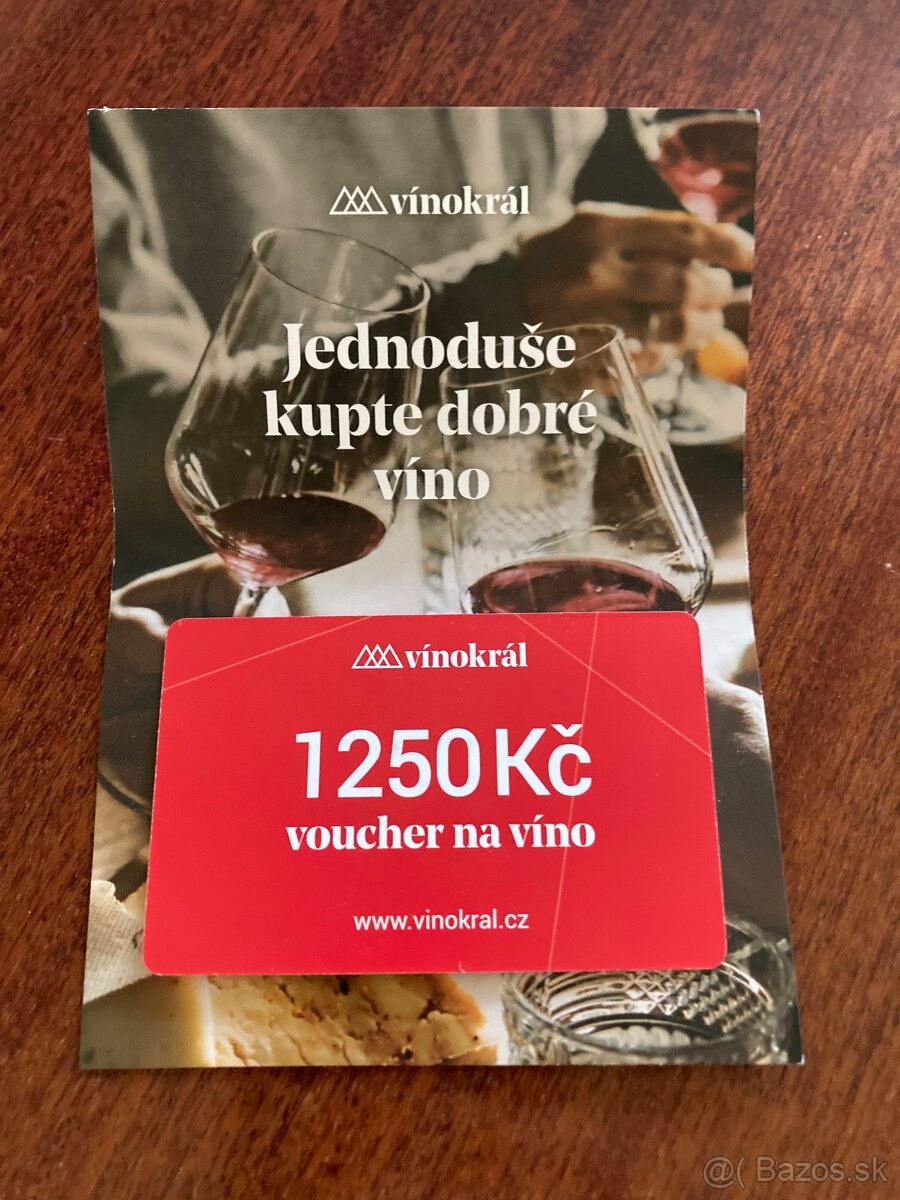 vínokrál
Jednoduše
kupte dobré
víno
vínokrál
1250 Kč
voucher na víno
www.vinokral.cz
@( Bazos.sk